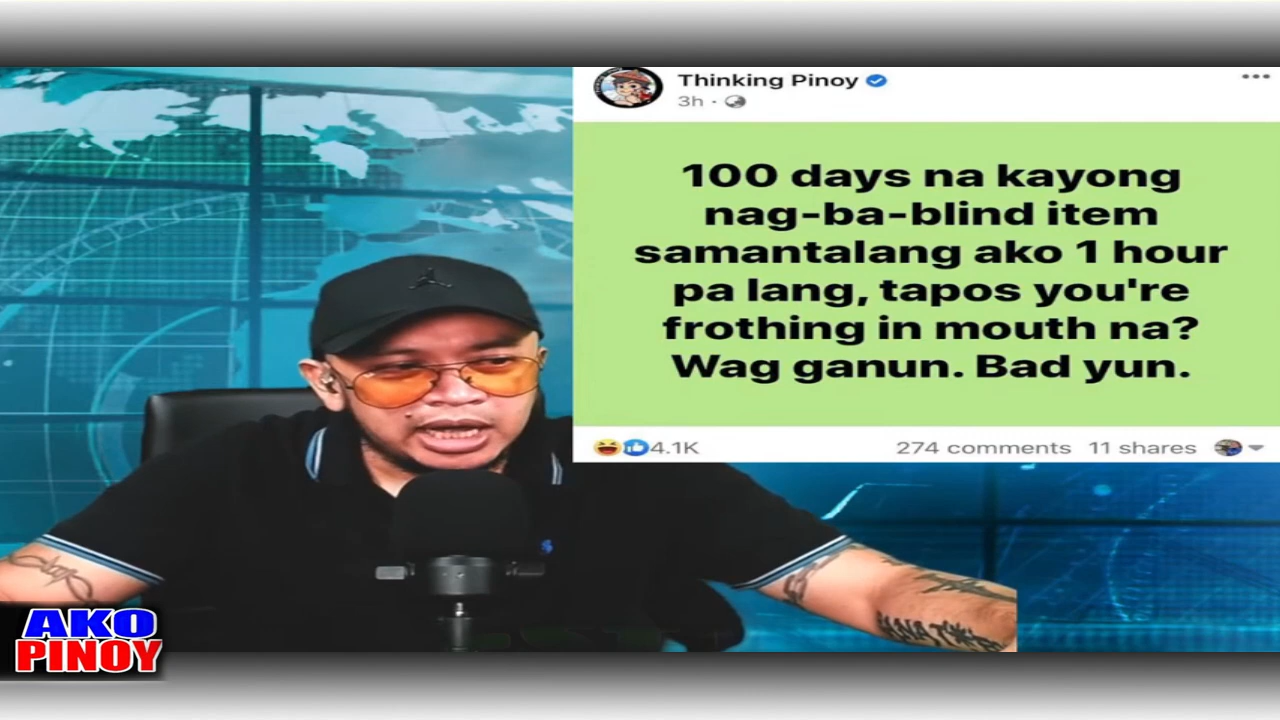 Thinking Pinoy
3h
100 days na kayong
nag-ba-blind item
samantalang ako 1 hour
pa lang, tapos you're
frothing in mouth na?
Wag ganun. Bad yun.
4.1K 274 comments 11 shares
AKO
PINOY